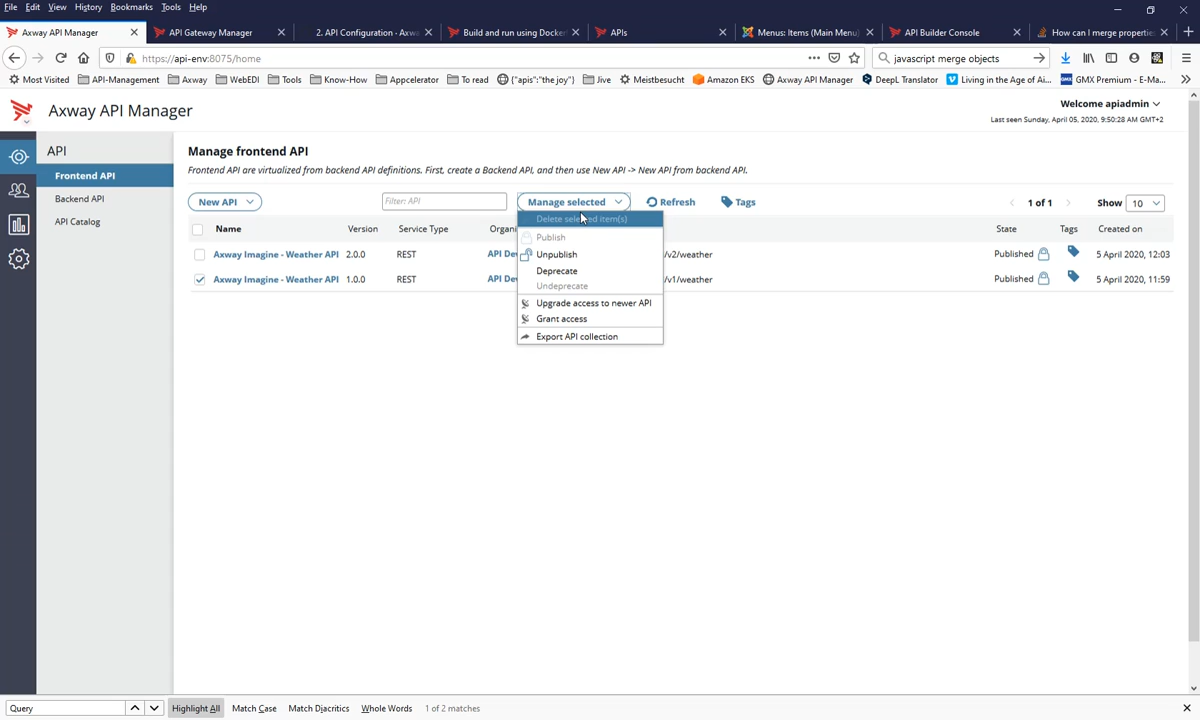 File Edit View History Bookmarks Tools Help
Axway API Manager
API Gateway Manager
2. API Configuration - Axwa
Build and run using Docker
APIs
Menus: Items (Main Menu)
API Builder Console
How can I merge propertie
https://api-env:8075/home
javascript merge objects
Most Visited API-Management Axway WebEDI Tools Know-How Appcelerator To read {"apis":"the joy"} Jive Meistbesucht Amazon EKS Axway API Manager DeepL Translator Living in the Age of Ai... GMX Premium - E-Ma...
Axway API Manager
Welcome apiadmin
Last seen Sunday, April 05, 2020, 9:50:28 AM GMT+2
API
Frontend API
Backend API
API Catalog
Manage frontend API
Frontend API are virtualized from backend API definitions. First, create a Backend API, and then use New API -> New API from backend API.
New API
Filter: API
Manage selected
Refresh
Tags
1 of 1
Show 10
Name Version Service Type Organi State Tags Created on
Axway Imagine - Weather API 2.0.0 REST API De /v2/weather Published 5 April 2020, 12:03
Axway Imagine - Weather API 1.0.0 REST API De /v1/weather Published 5 April 2020, 11:59
Delete selected item(s)
Publish
Unpublish
Deprecate
Undeprecate
Upgrade access to newer API
Grant access
Export API collection
Query
Highlight All Match Case Match Diacritics Whole Words 1 of 2 matches